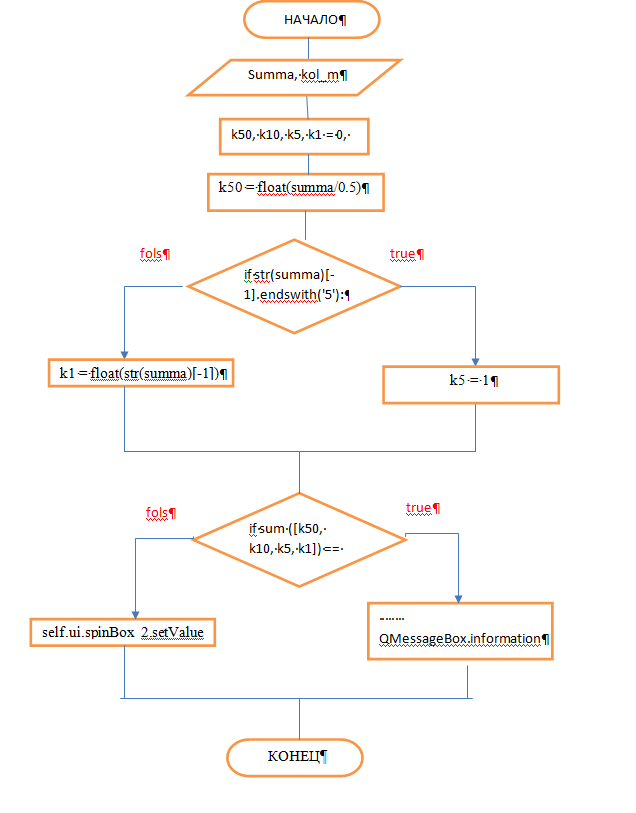 НАЧАЛО¶
Summa, kol_m¶
k50, k10, k5, k1 = 0,
k50 = float(summa/0.5)¶
fols¶
true¶
if str(summa)[-
1].endswith('5'):¶
k1 = float(str(summa)[-1])¶
k5 = 1¶
fols¶
true¶
if sum ([k50,
k10, k5, k1]) ==
self.ui.spinBox_2.setValue
QMessageBox.information¶
КОНЕЦ¶